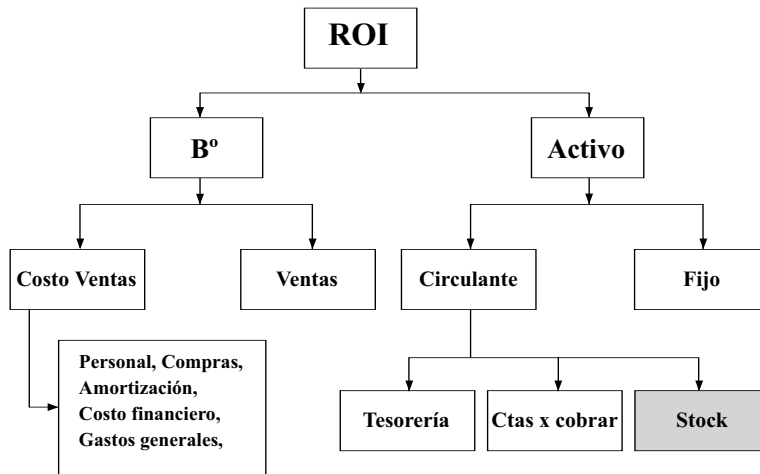 ROI
Bº
Activo
Costo Ventas
Ventas
Circulante
Fijo
Personal, Compras,
Amortización,
Costo financiero,
Gastos generales,
Tesorería
Ctas x cobrar
Stock